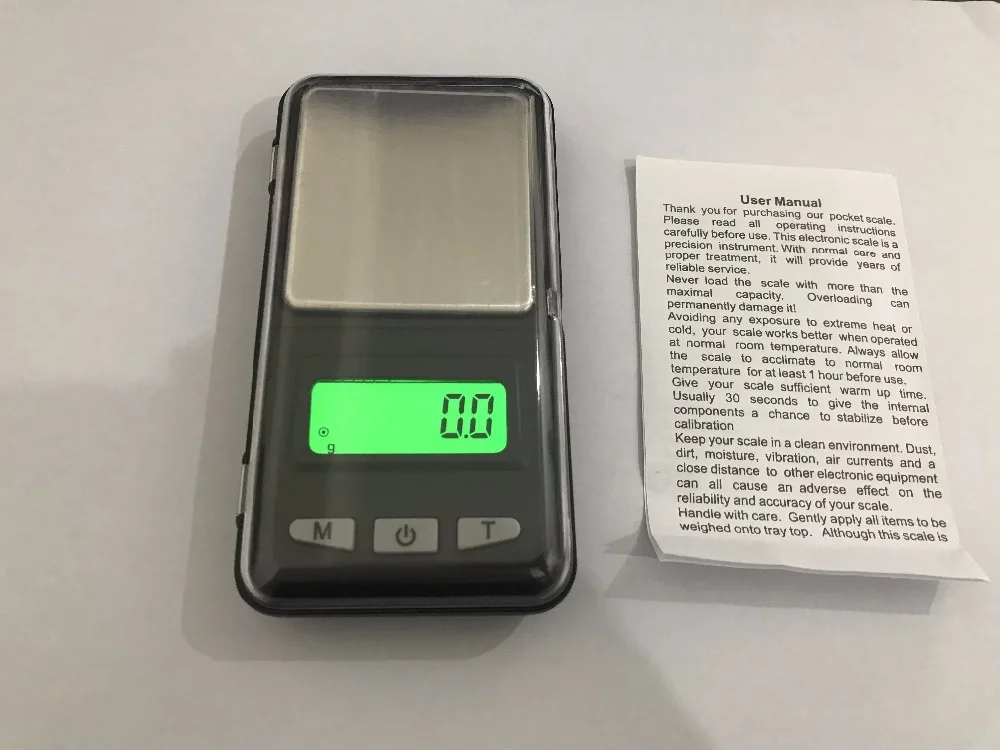 0.0
g
M
T
User Manual
Thank you for purchasing our pocket scale.
Please read all operating instructions
carefully before use. This electronic scale is a
precision instrument. With normal care and
proper treatment, it will provide years of
reliable service.
Never load the scale with more than the
maximal capacity. Overloading can
permanently damage it!
Avoiding any exposure to extreme heat or
cold, your scale works better when operated
at normal room temperature. Always allow
the scale to acclimate to normal room
temperature for at least 1 hour before use.
Give your scale sufficient warm up time.
Usually 30 seconds to give the internal
components a chance to stabilize before
calibration
Keep your scale in a clean environment. Dust,
dirt, moisture, vibration, air currents and a
close distance to other electronic equipment
can all cause an adverse effect on the
reliability and accuracy of your scale.
Handle with care. Gently apply all items to be
weighed onto tray top. Although this scale is